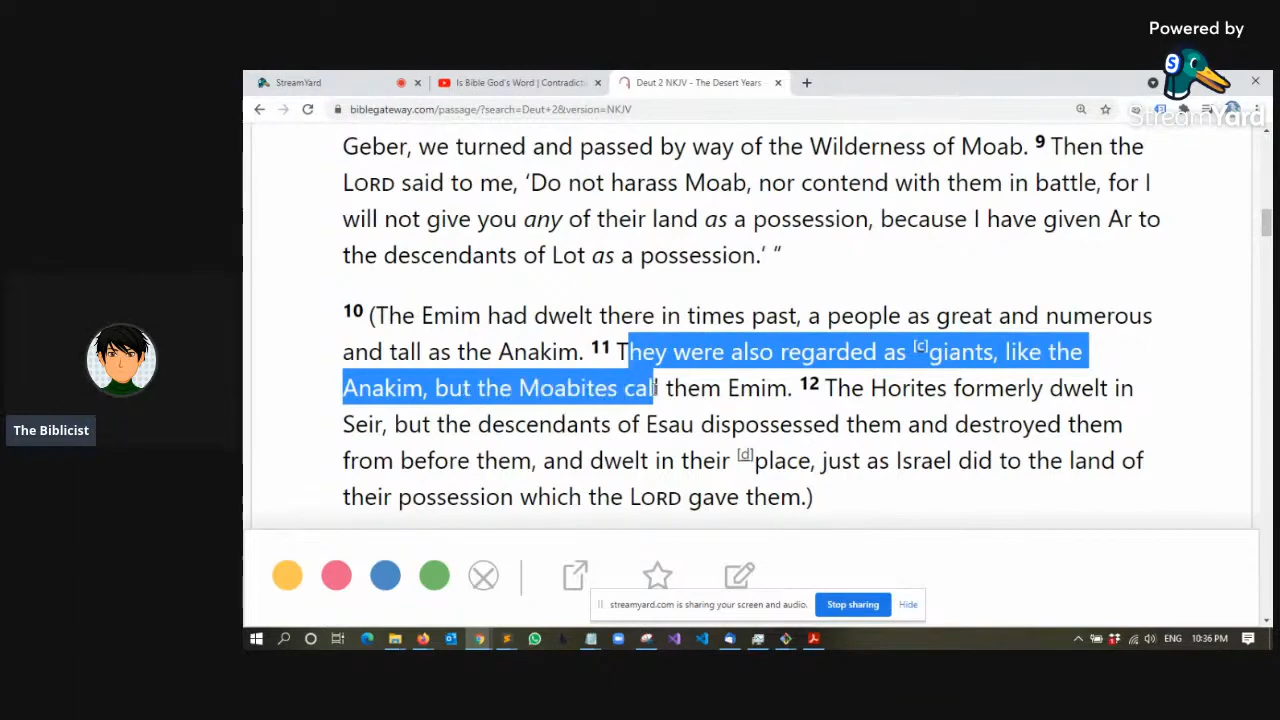 Powered by
StreamYard
StreamYard
Is Bible God's Word | Contradicti
Deut 2 NKJV - The Desert Years
biblegateway.com/passage/?search=Deut+2&version=NKJV
Geber, we turned and passed by way of the Wilderness of Moab. 9 Then the
LORD said to me, ‘Do not harass Moab, nor contend with them in battle, for I
will not give you any of their land as a possession, because I have given Ar to
the descendants of Lot as a possession.’ ”
10 (The Emim had dwelt there in times past, a people as great and numerous
and tall as the Anakim. 11 They were also regarded as [c]giants, like the
Anakim, but the Moabites call them Emim. 12 The Horites formerly dwelt in
Seir, but the descendants of Esau dispossessed them and destroyed them
from before them, and dwelt in their [d]place, just as Israel did to the land of
their possession which the LORD gave them.)
The Biblicist
streamyard.com is sharing your screen and audio.
Stop sharing
Hide
ENG
10:36 PM